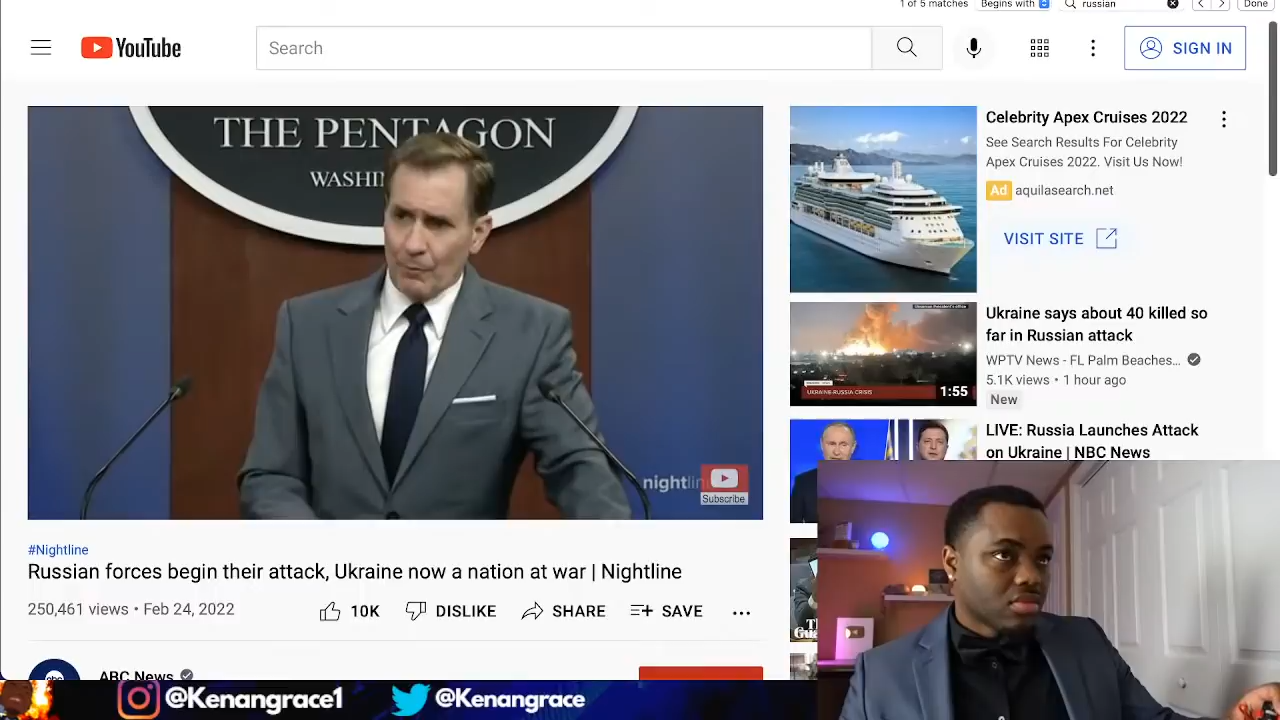 1 of 5 matches
Begins with
russian
Done
YouTube
Search
SIGN IN
THE PENTAGON
nightlin
Subscribe
Celebrity Apex Cruises 2022
See Search Results For Celebrity
Apex Cruises 2022. Visit Us Now!
Ad aquilasearch.net
VISIT SITE
UKRAINE-RUSSIA CRISIS
1:55
Ukraine says about 40 killed so
far in Russian attack
WPTV News - FL Palm Beaches...
5.1K views • 1 hour ago
New
LIVE: Russia Launches Attack
on Ukraine | NBC News
#Nightline
Russian forces begin their attack, Ukraine now a nation at war | Nightline
250,461 views • Feb 24, 2022
10K
DISLIKE
SHARE
SAVE
ABC News
@Kenangrace1
@Kenangrace